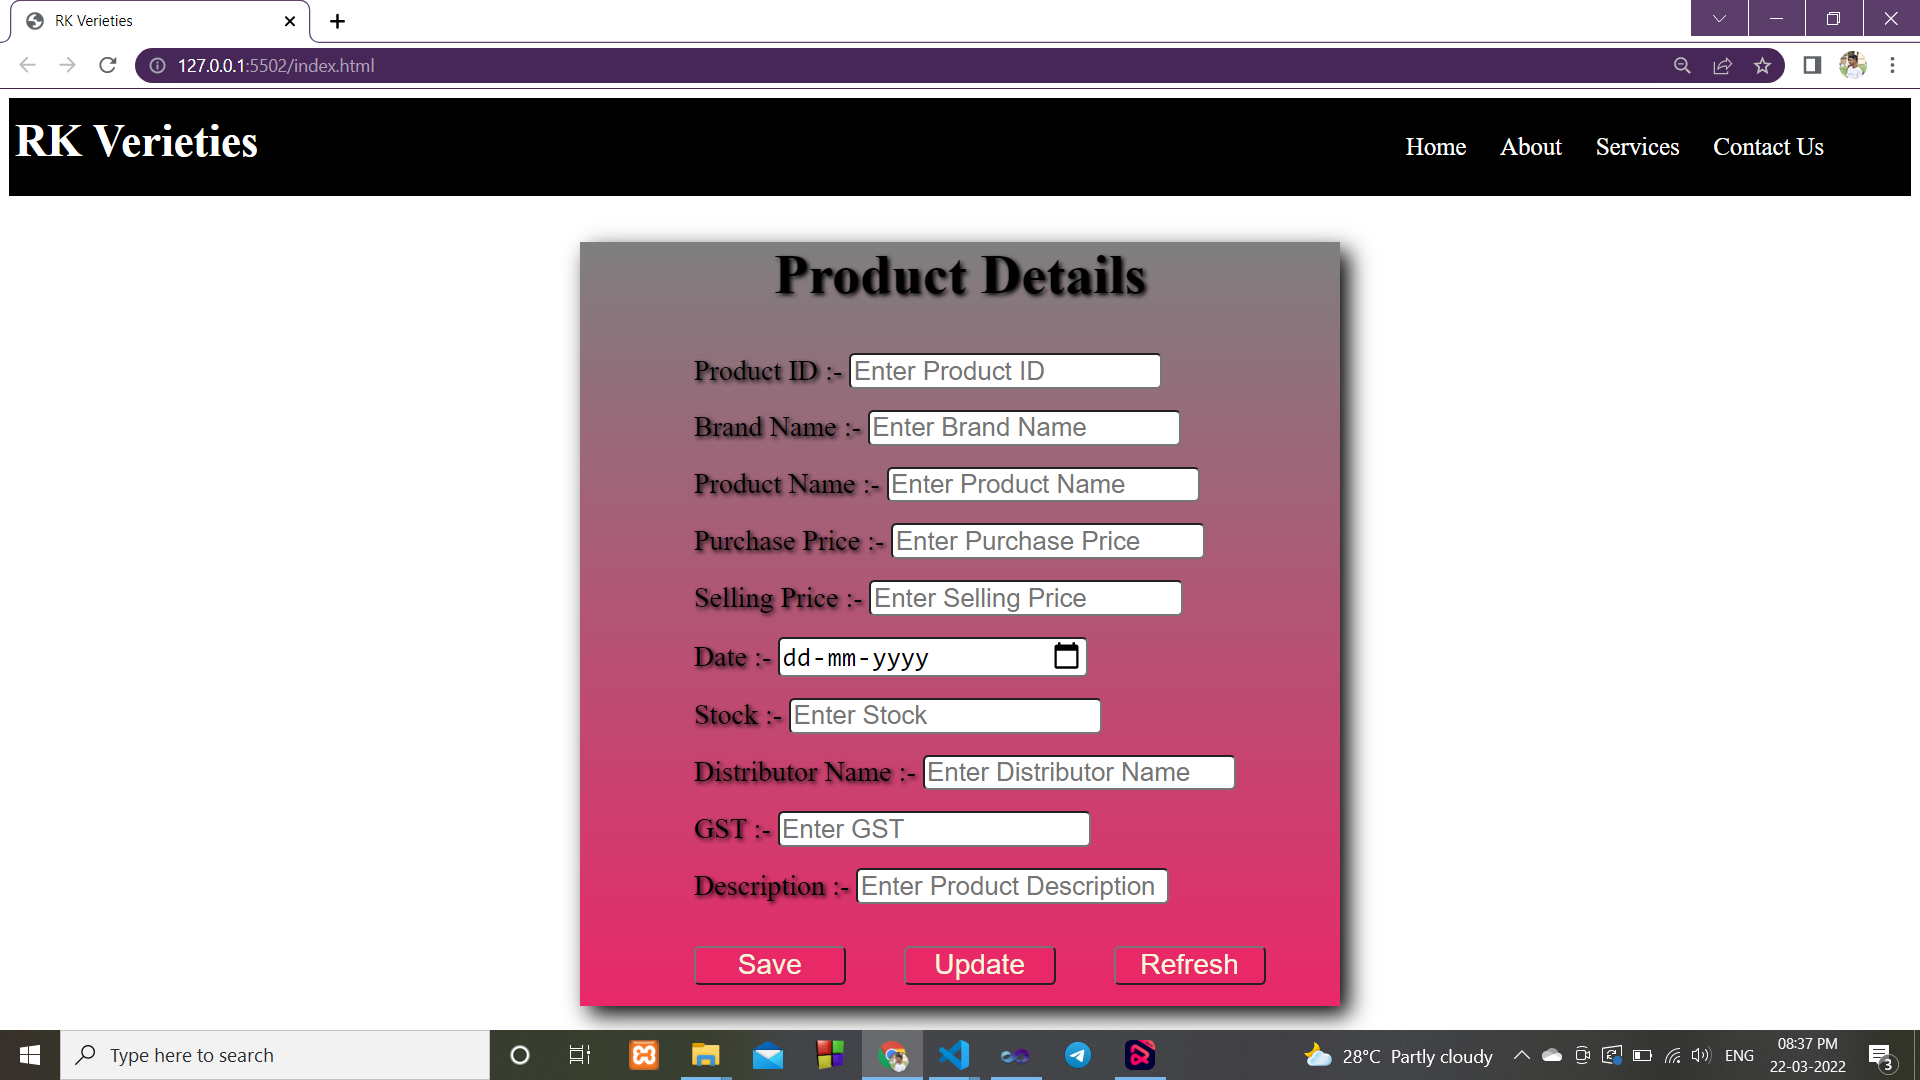 RK Verieties
127.0.0.1:5502/index.html
RK Verieties
Home About Services Contact Us
Product Details
Product ID :- Enter Product ID
Brand Name :- Enter Brand Name
Product Name :- Enter Product Name
Purchase Price :- Enter Purchase Price
Selling Price :- Enter Selling Price
Date :- dd-mm-yyyy
Stock :- Enter Stock
Distributor Name :- Enter Distributor Name
GST :- Enter GST
Description :- Enter Product Description
Save Update Refresh
Type here to search
28°C Partly cloudy
ENG
08:37 PM
22-03-2022
3